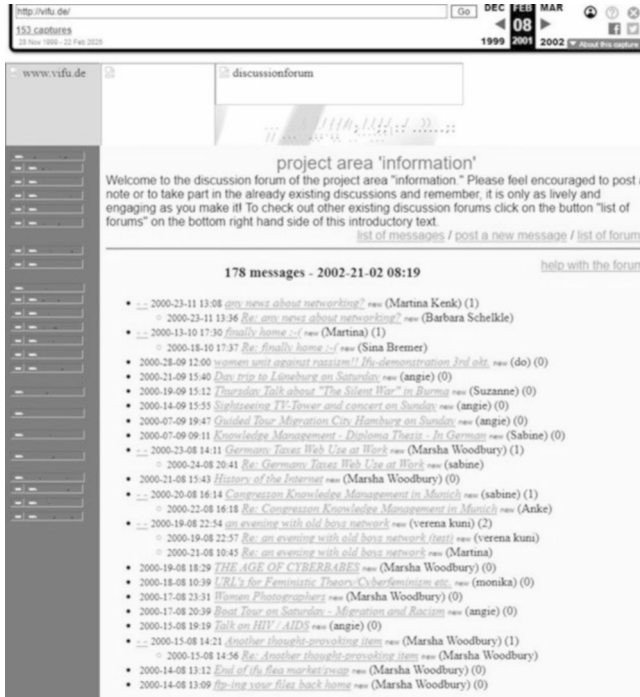 http://vifu.de/
Go
DEC FEB MAR
153 captures
08
28 Nov 1999 - 22 Feb 2025
1999 2001 2002
About this capture
www.vifu.de
discussionforum
project area 'information'
Welcome to the discussion forum of the project area "information." Please feel encouraged to post a
note or to take part in the already existing discussions and remember, it is only as lively and
engaging as you make it! To check out other existing discussion forums click on the button "list of
forums" on the bottom right hand side of this introductory text.
list of messages / post a new message / list of forum
178 messages - 2002-21-02 08:19
help with the forum
- - 2000-23-11 13:08 any news about networking? new (Martina Kenk) (1)
2000-23-11 13:36 Re: any news about networking? new (Barbara Schelkle)
- - 2000-13-10 17:30 finally home :-( new (Martina) (1)
2000-18-10 17:37 Re: finally home :-( new (Sina Bremer)
2000-28-09 12:00 women unit against rassism!! Ifu-demonstration 3rd okt. new (do) (0)
2000-21-09 15:40 Day trip to Lüneburg on Saturday new (angie) (0)
2000-19-09 15:12 Thursday Talk about "The Silent War" in Burma new (Suzanne) (0)
2000-14-09 15:55 Sightseeing TV-Tower and concert on Sunday new (angie) (0)
2000-07-09 19:47 Guided Tour Migration City Hamburg on Sunday new (angie) (0)
2000-07-09 09:11 Knowledge Management - Diploma Thesis - In German new (Sabine) (0)
- - 2000-23-08 14:11 Germany Taxes Web Use at Work new (Marsha Woodbury) (1)
2000-24-08 20:41 Re: Germany Taxes Web Use at Work new (sabine)
2000-21-08 15:43 History of the Internet new (Marsha Woodbury) (0)
- - 2000-20-08 16:14 Congresson Knowledge Management in Munich new (sabine) (1)
2000-22-08 16:18 Re: Congresson Knowledge Management in Munich new (Anke)
- - 2000-19-08 22:54 an evening with old boys network new (verena kuni) (2)
2000-19-08 22:57 Re: an evening with old boys network (test) new (verena kuni)
2000-21-08 10:45 Re: an evening with old boys network new (Martina)
2000-19-08 18:29 THE AGE OF CYBERBABES new (Marsha Woodbury) (0)
2000-18-08 10:39 URL's for Feministic Theory/Cyberfeminism etc. new (monika) (0)
2000-17-08 23:31 Women Photographers new (Marsha Woodbury) (0)
2000-17-08 20:39 Boat Tour on Saturday - Migration and Racism new (angie) (0)
2000-15-08 19:19 Talk on HIV / AIDS new (angie) (0)
- - 2000-15-08 14:21 Another thought-provoking item new (Marsha Woodbury) (1)
2000-15-08 14:56 Re: Another thought-provoking item new (Marsha Woodbury)
2000-14-08 13:12 End of ifu flea market/swap new (Marsha Woodbury) (0)
2000-14-08 13:09 ftp-ing your files back home new (Marsha Woodbury) (0)